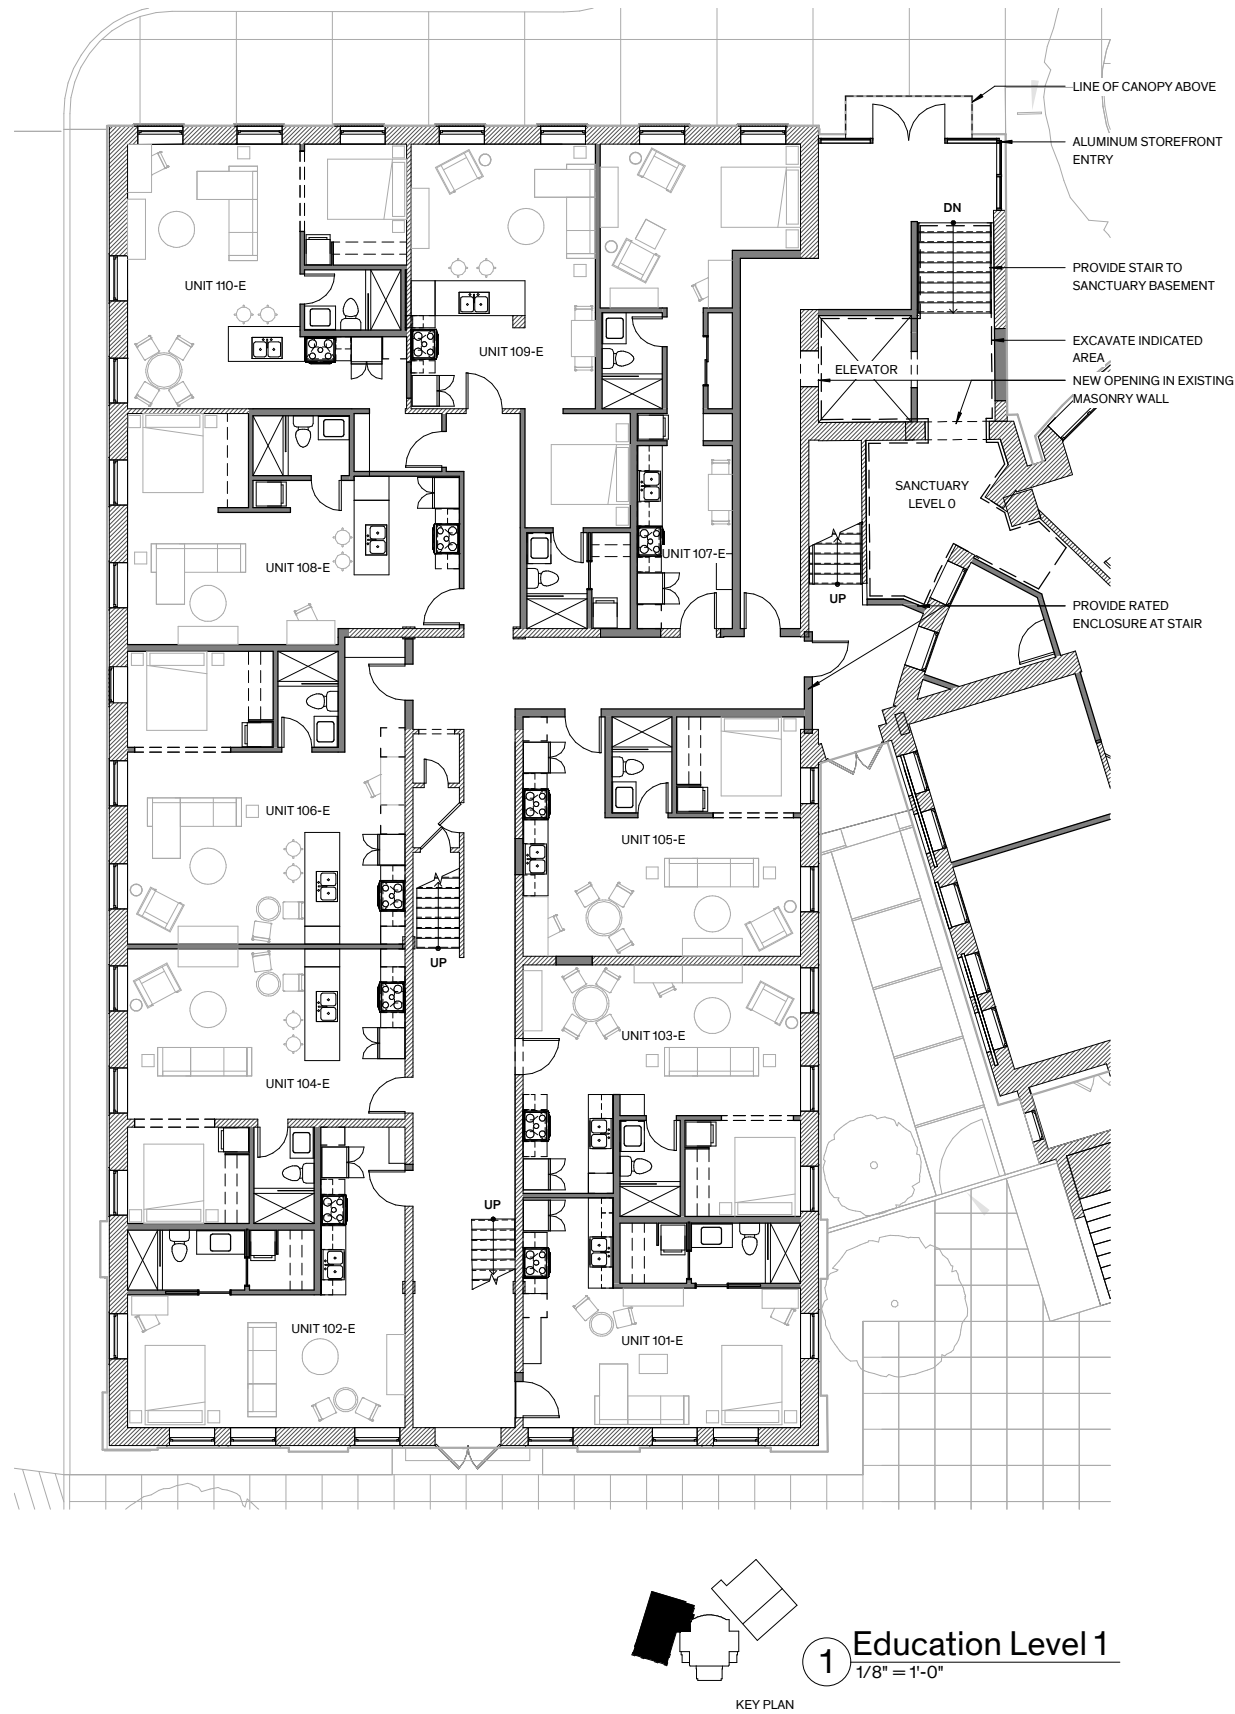 LINE OF CANOPY ABOVE
ALUMINUM STOREFRONT
ENTRY
DN
PROVIDE STAIR TO
SANCTUARY BASEMENT
UNIT 110-E
EXCAVATE INDICATED
AREA
UNIT 109-E
ELEVATOR
NEW OPENING IN EXISTING
MASONRY WALL
SANCTUARY
LEVEL 0
UNIT 107-E
UNIT 108-E
UP
PROVIDE RATED
ENCLOSURE AT STAIR
UNIT 106-E
UNIT 105-E
UP
UNIT 103-E
UNIT 104-E
UP
UNIT 102-E
UNIT 101-E
1
Education Level 1
1/8" = 1'-0"
KEY PLAN